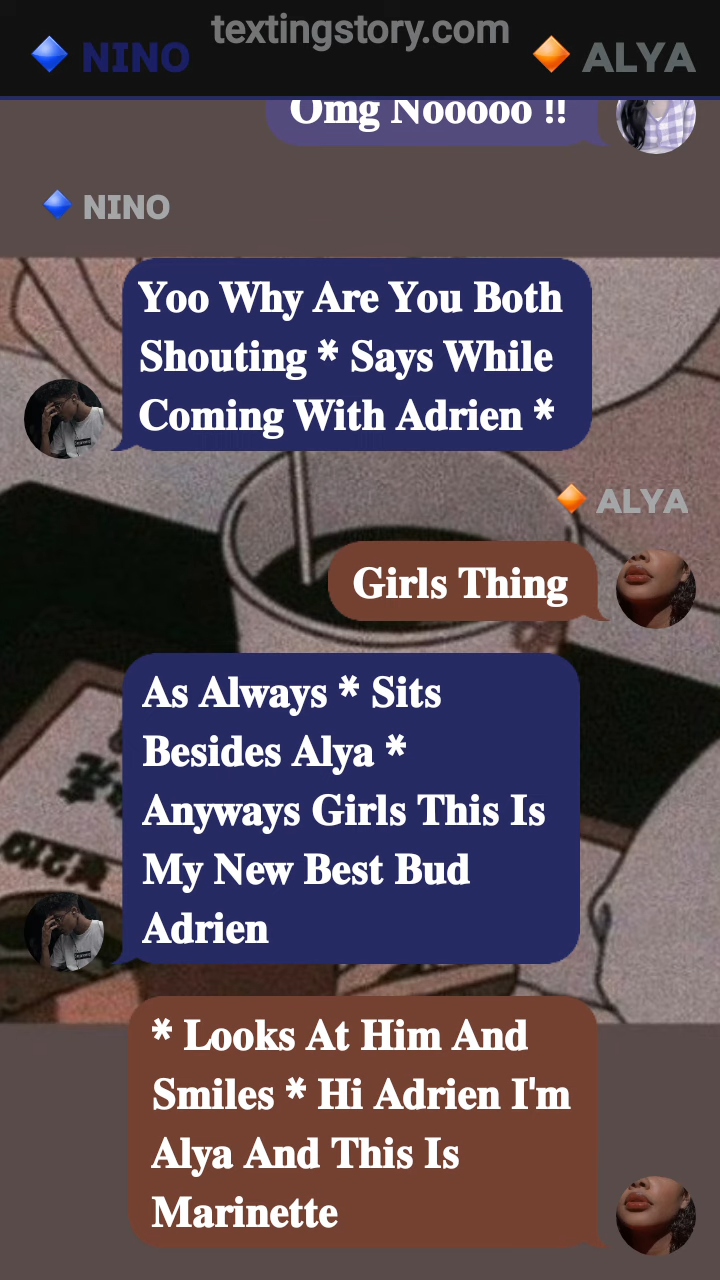 textingstory.com
🔷 NINO
🔶 ALYA
Omg Nooooo !!
🔷 NINO
Yoo Why Are You Both
Shouting * Says While
Coming With Adrien *
🔶 ALYA
Girls Thing
As Always * Sits
Besides Alya *
Anyways Girls This Is
My New Best Bud
Adrien
* Looks At Him And
Smiles * Hi Adrien I'm
Alya And This Is
Marinette